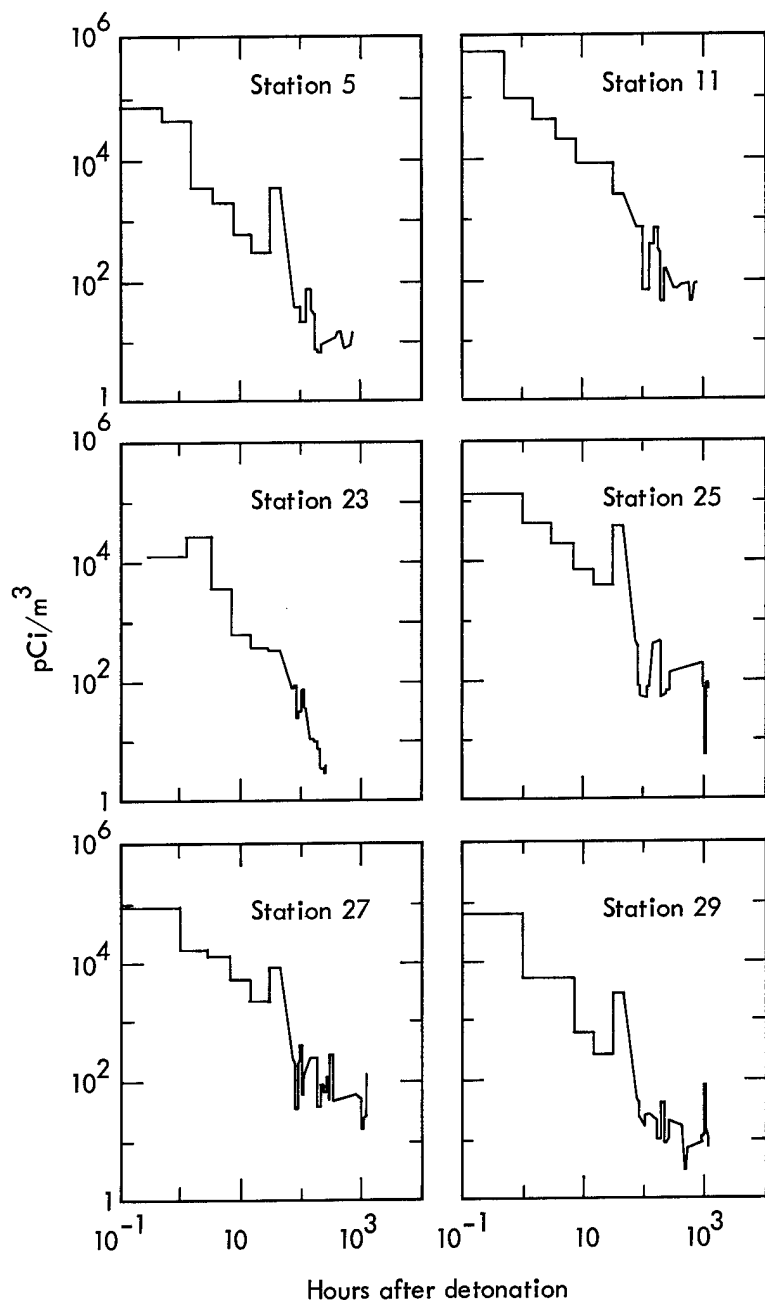 10^6
Station 5
Station 11
10^4
10^2
1
10^6
Station 23
Station 25
10^4
pCi/m^3
10^2
1
10^6
Station 27
Station 29
10^4
10^2
1
10^-1 10 10^3 10^-1 10 10^3
Hours after detonation